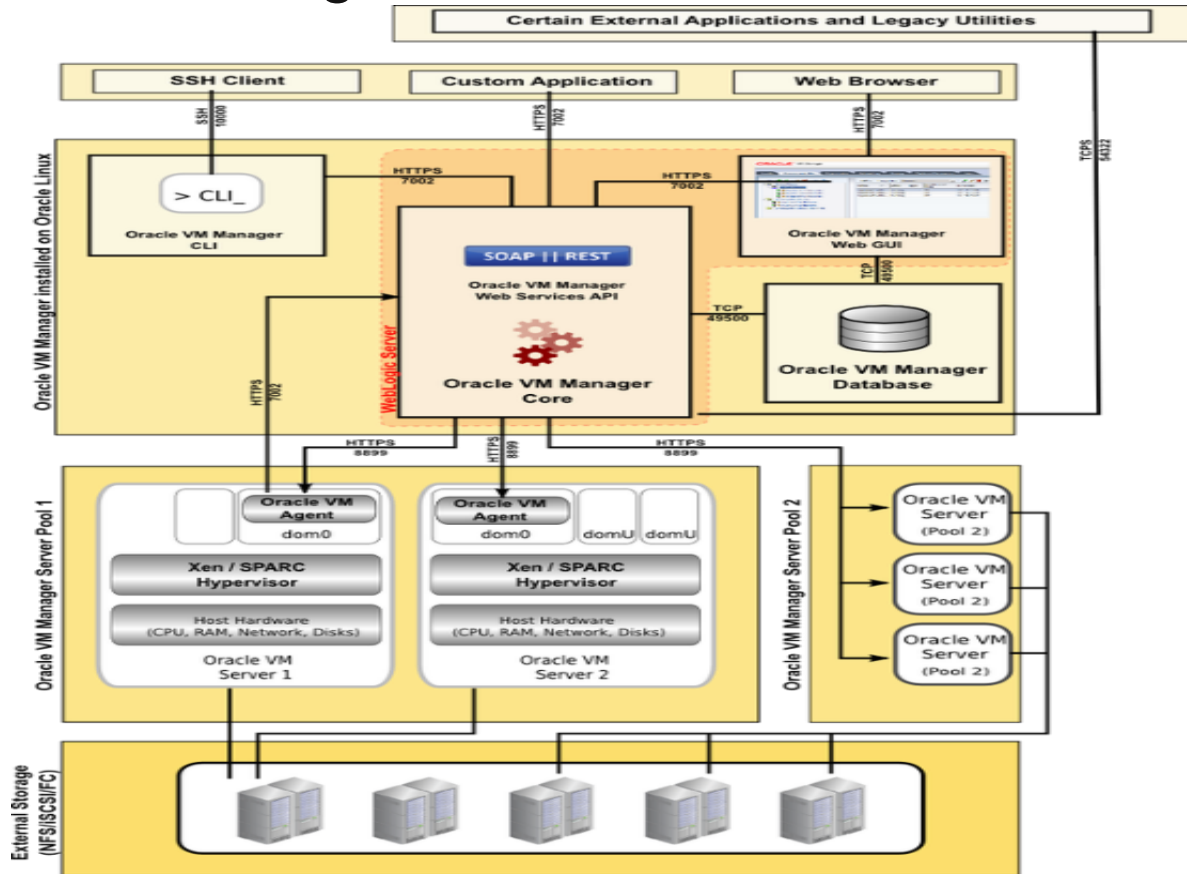 Certain External Applications and Legacy Utilities
SSH Client
Custom Application
Web Browser
SSH
10000
HTTPS
7002
HTTPS
7002
TCPS
54322
Oracle VM Manager installed on Oracle Linux
> CLI_
Oracle VM Manager
CLI
HTTPS
7002
HTTPS
7002
ORACLE
Oracle VM Manager
Web GUI
SOAP || REST
Oracle VM Manager
Web Services API
Oracle VM Manager
Core
WebLogic Server
TCP
49500
TCP
49500
Oracle VM Manager
Database
HTTPS
7002
HTTPS
8899
HTTPS
8899
HTTPS
8899
Oracle VM Manager Server Pool 1
Oracle VM
Agent
dom0
Xen / SPARC
Hypervisor
Host Hardware
(CPU, RAM, Network, Disks)
Oracle VM
Server 1
Oracle VM
Agent
dom0
domU
domU
Xen / SPARC
Hypervisor
Host Hardware
(CPU, RAM, Network, Disks)
Oracle VM
Server 2
Oracle VM Manager Server Pool 2
Oracle VM
Server
(Pool 2)
Oracle VM
Server
(Pool 2)
Oracle VM
Server
(Pool 2)
External Storage
(NFS/iSCSI/FC)